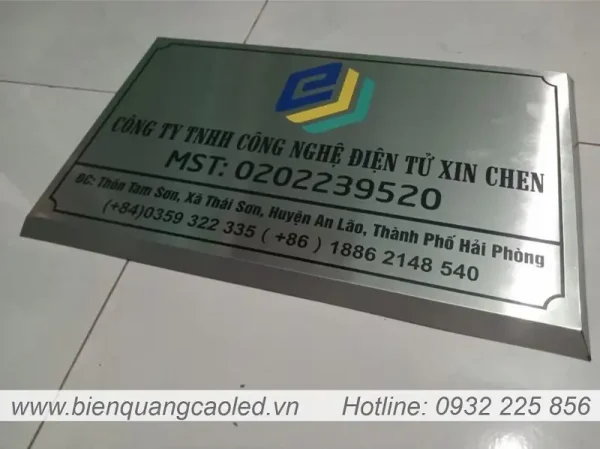 CÔNG TY TNHH CÔNG NGHỆ ĐIỆN TỬ XIN CHEN
MST: 0202239520
ĐC: Thôn Tam Sơn, Xã Thái Sơn, Huyện An Lão, Thành Phố Hải Phòng
(+84)0359 322 335 ( +86 ) 1886 2148 540
www.bienquangcaoled.vn Hotline: 0932 225 856